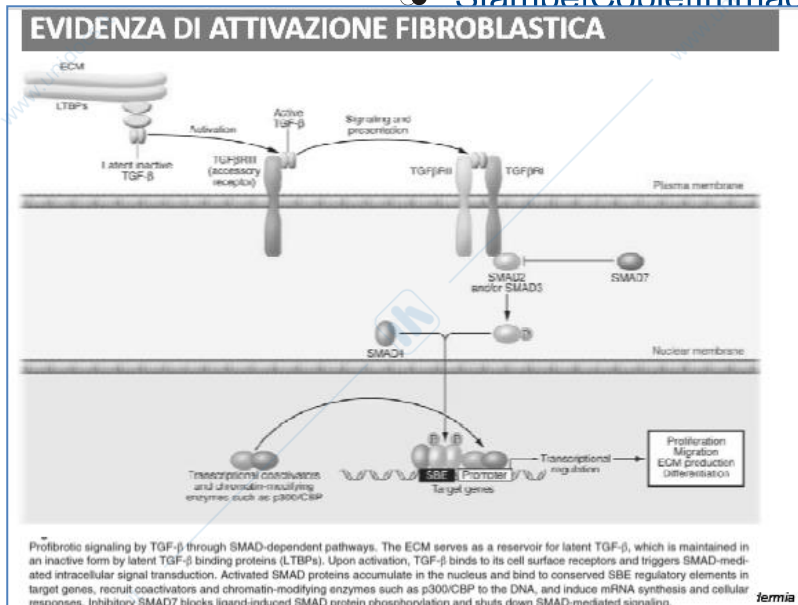 EVIDENZA DI ATTIVAZIONE FIBROBLASTICA
ECM
LTBPs
Latent inactive
TGF-β
Activation
Active
TGF-β
TGFβRIII
(accessory
receptor)
Signaling and
presentation
TGFβRII
TGFβRI
Plasma membrane
SMAD2
and/or SMAD3
SMAD7
SMAD4
P
Nuclear membrane
P P
Transcriptional coactivators
and chromatin-modifying
enzymes such as p300/CBP
SBE
Promoter
Target genes
Transcriptional
regulation
Proliferation
Migration
ECM production
Differentiation
Profibrotic signaling by TGF-β through SMAD-dependent pathways. The ECM serves as a reservoir for latent TGF-β, which is maintained in
an inactive form by latent TGF-β binding proteins (LTBPs). Upon activation, TGF-β binds to its cell surface receptors and triggers SMAD-medi-
ated intracellular signal transduction. Activated SMAD proteins accumulate in the nucleus and bind to conserved SBE regulatory elements in
target genes, recruit coactivators and chromatin-modifying enzymes such as p300/CBP to the DNA, and induce mRNA synthesis and cellular
responses. Inhibitory SMAD7 blocks ligand-induced SMAD protein phosphorylation and shuts down SMAD-mediated signaling.